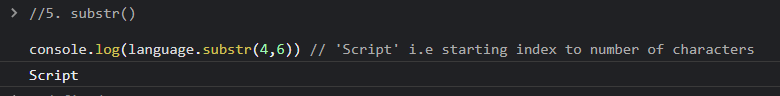 > //5. substr()
console.log(language.substr(4,6)) // 'Script' i.e starting index to number of characters
Script